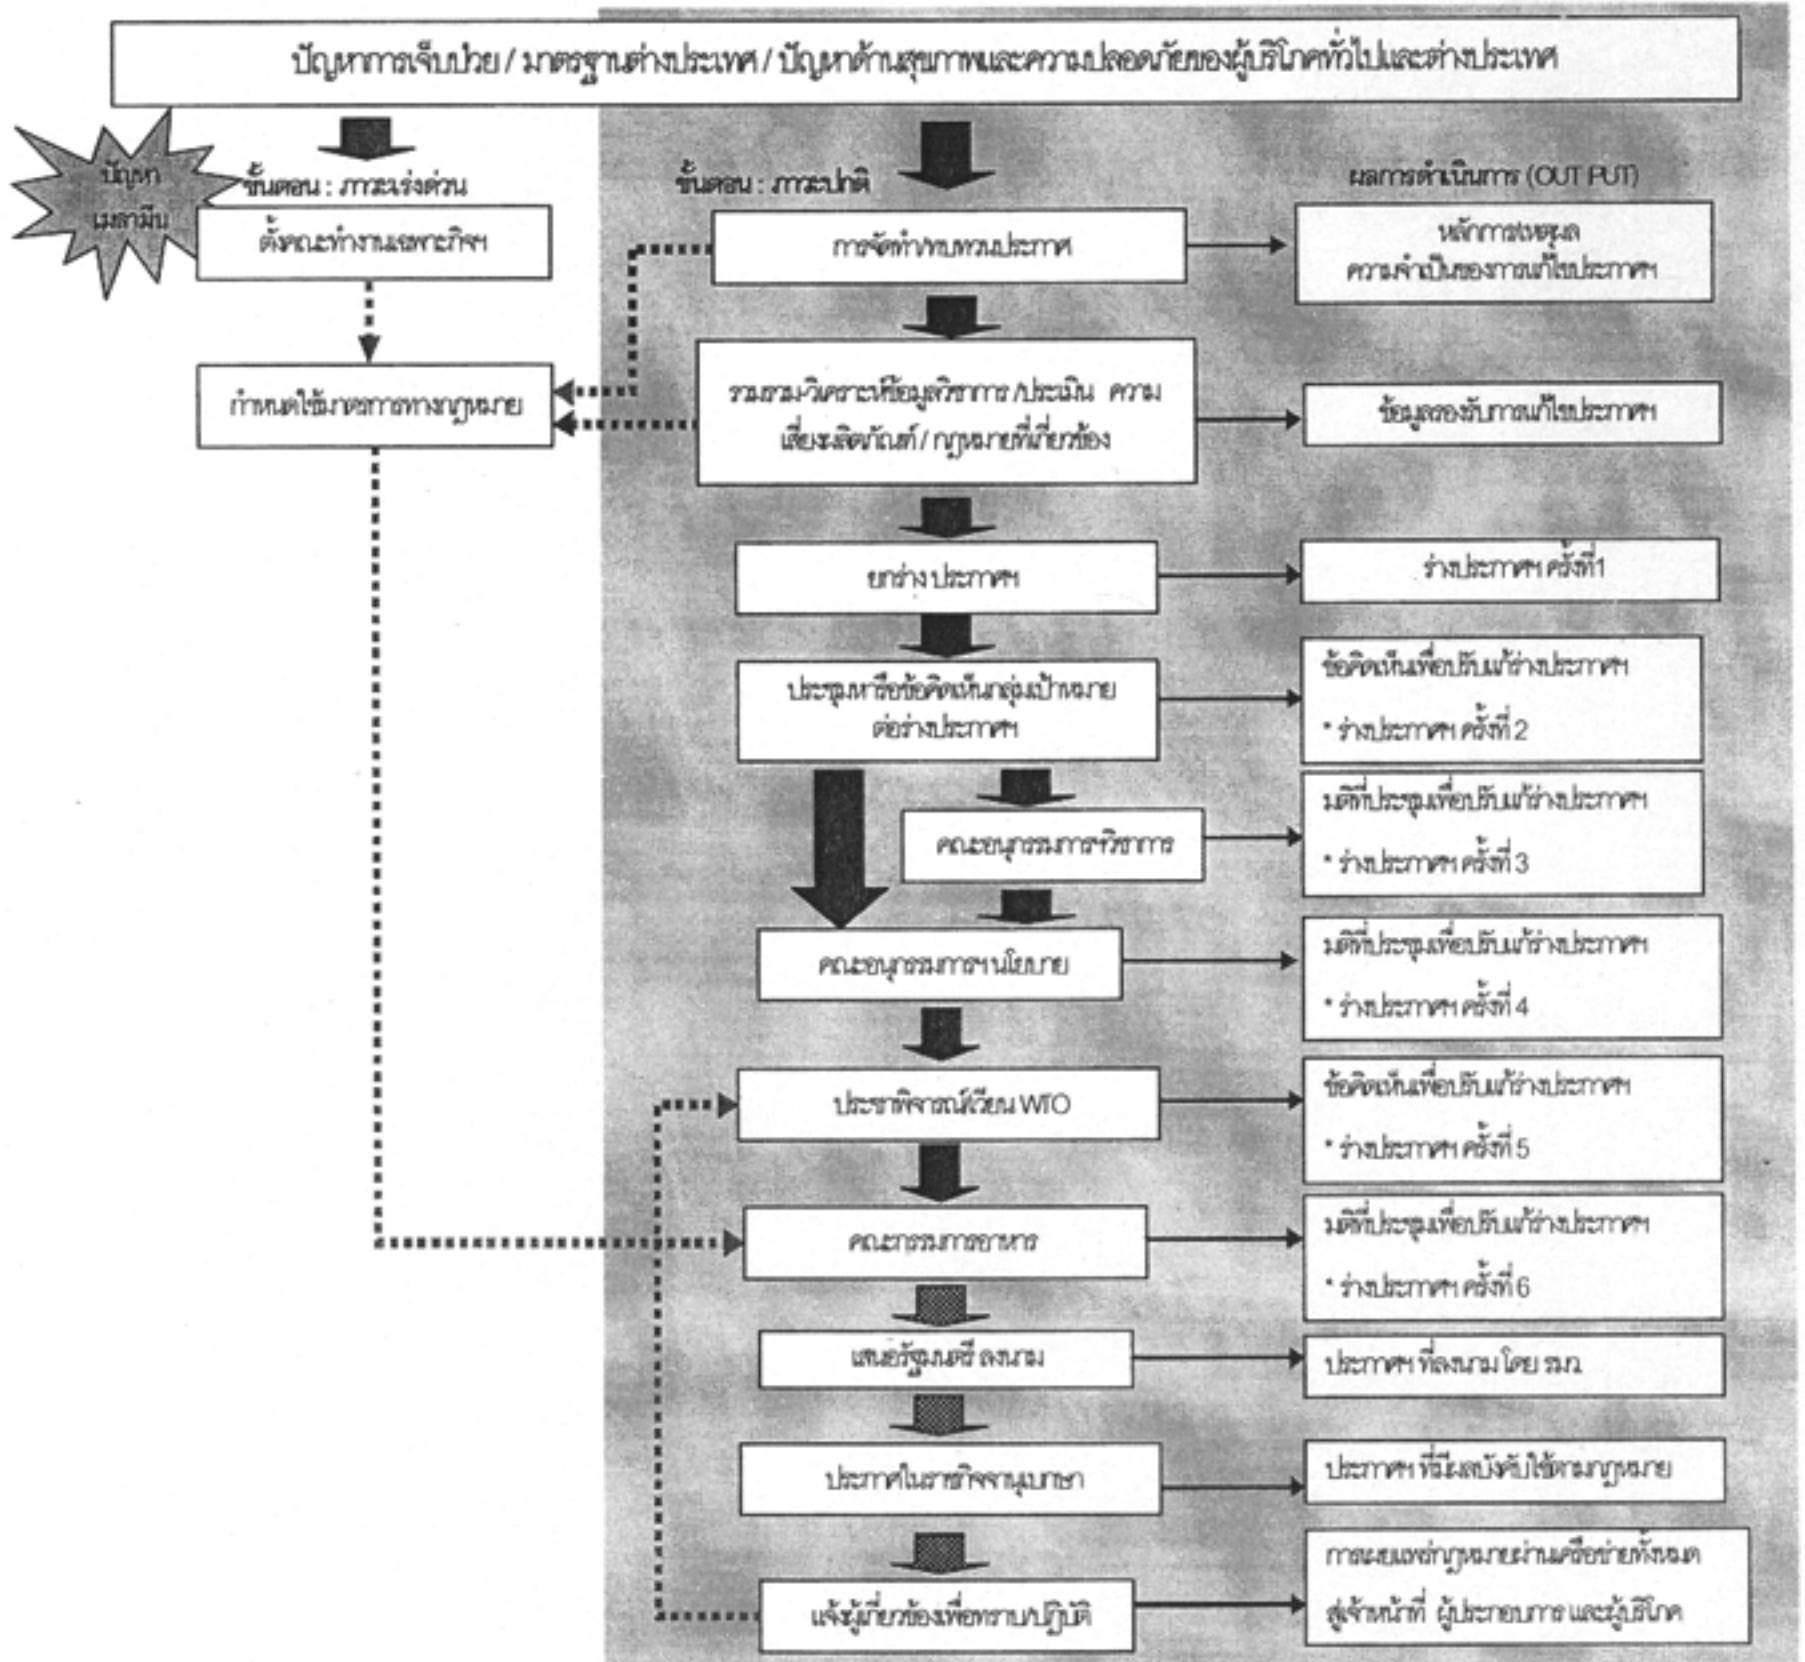 ปัญหาการเจ็บป่วย / มาตรฐานต่างประเทศ / ปัญหาด้านสุขภาพและความปลอดภัยของผู้บริโภคทั่วไปและต่างประเทศ
ปัญหา
เมลามีน
ขั้นตอน : ภาวะเร่งด่วน
ตั้งคณะทำงานเฉพาะกิจฯ
กำหนดใช้มาตรการทางกฎหมาย
ขั้นตอน : ภาวะปกติ
ผลการดำเนินการ (OUT PUT)
การจัดทำ/ทบทวนประกาศ
หลักการเหตุผล
ความจำเป็นของการแก้ไขประกาศฯ
รวมรวม-วิเคราะห์ข้อมูลวิชาการ /ประเมิน ความ
เสี่ยงผลิตภัณฑ์ / กฎหมายที่เกี่ยวข้อง
ข้อมูลรองรับการแก้ไขประกาศฯ
ยกร่าง ประกาศฯ
ร่างประกาศฯ ครั้งที่1
ประชุมหารือข้อคิดเห็นกลุ่มเป้าหมาย
ต่อร่างประกาศฯ
ข้อคิดเห็นเพื่อปรับแก้ร่างประกาศฯ
* ร่างประกาศฯ ครั้งที่ 2
คณะอนุกรรมการฯวิชาการ
มติที่ประชุมเพื่อปรับแก้ร่างประกาศฯ
* ร่างประกาศฯ ครั้งที่ 3
คณะอนุกรรมการฯ นโยบาย
มติที่ประชุมเพื่อปรับแก้ร่างประกาศฯ
* ร่างประกาศฯ ครั้งที่ 4
ประชาพิจารณ์/เวียน WTO
ข้อคิดเห็นเพื่อปรับแก้ร่างประกาศฯ
* ร่างประกาศฯ ครั้งที่ 5
คณะกรรมการอาหาร
มติที่ประชุมเพื่อปรับแก้ร่างประกาศฯ
* ร่างประกาศฯ ครั้งที่ 6
เสนอรัฐมนตรี ลงนาม
ประกาศฯ ที่ลงนาม โดย รมว.
ประกาศในราชกิจจานุเบกษา
ประกาศฯ ที่มีผลบังคับใช้ตามกฎหมาย
แจ้งผู้เกี่ยวข้องเพื่อทราบ/ปฏิบัติ
การเผยแพร่กฎหมายผ่านเครือข่ายทั้งหมด
สู่เจ้าหน้าที่ ผู้ประกอบการ และผู้บริโภค